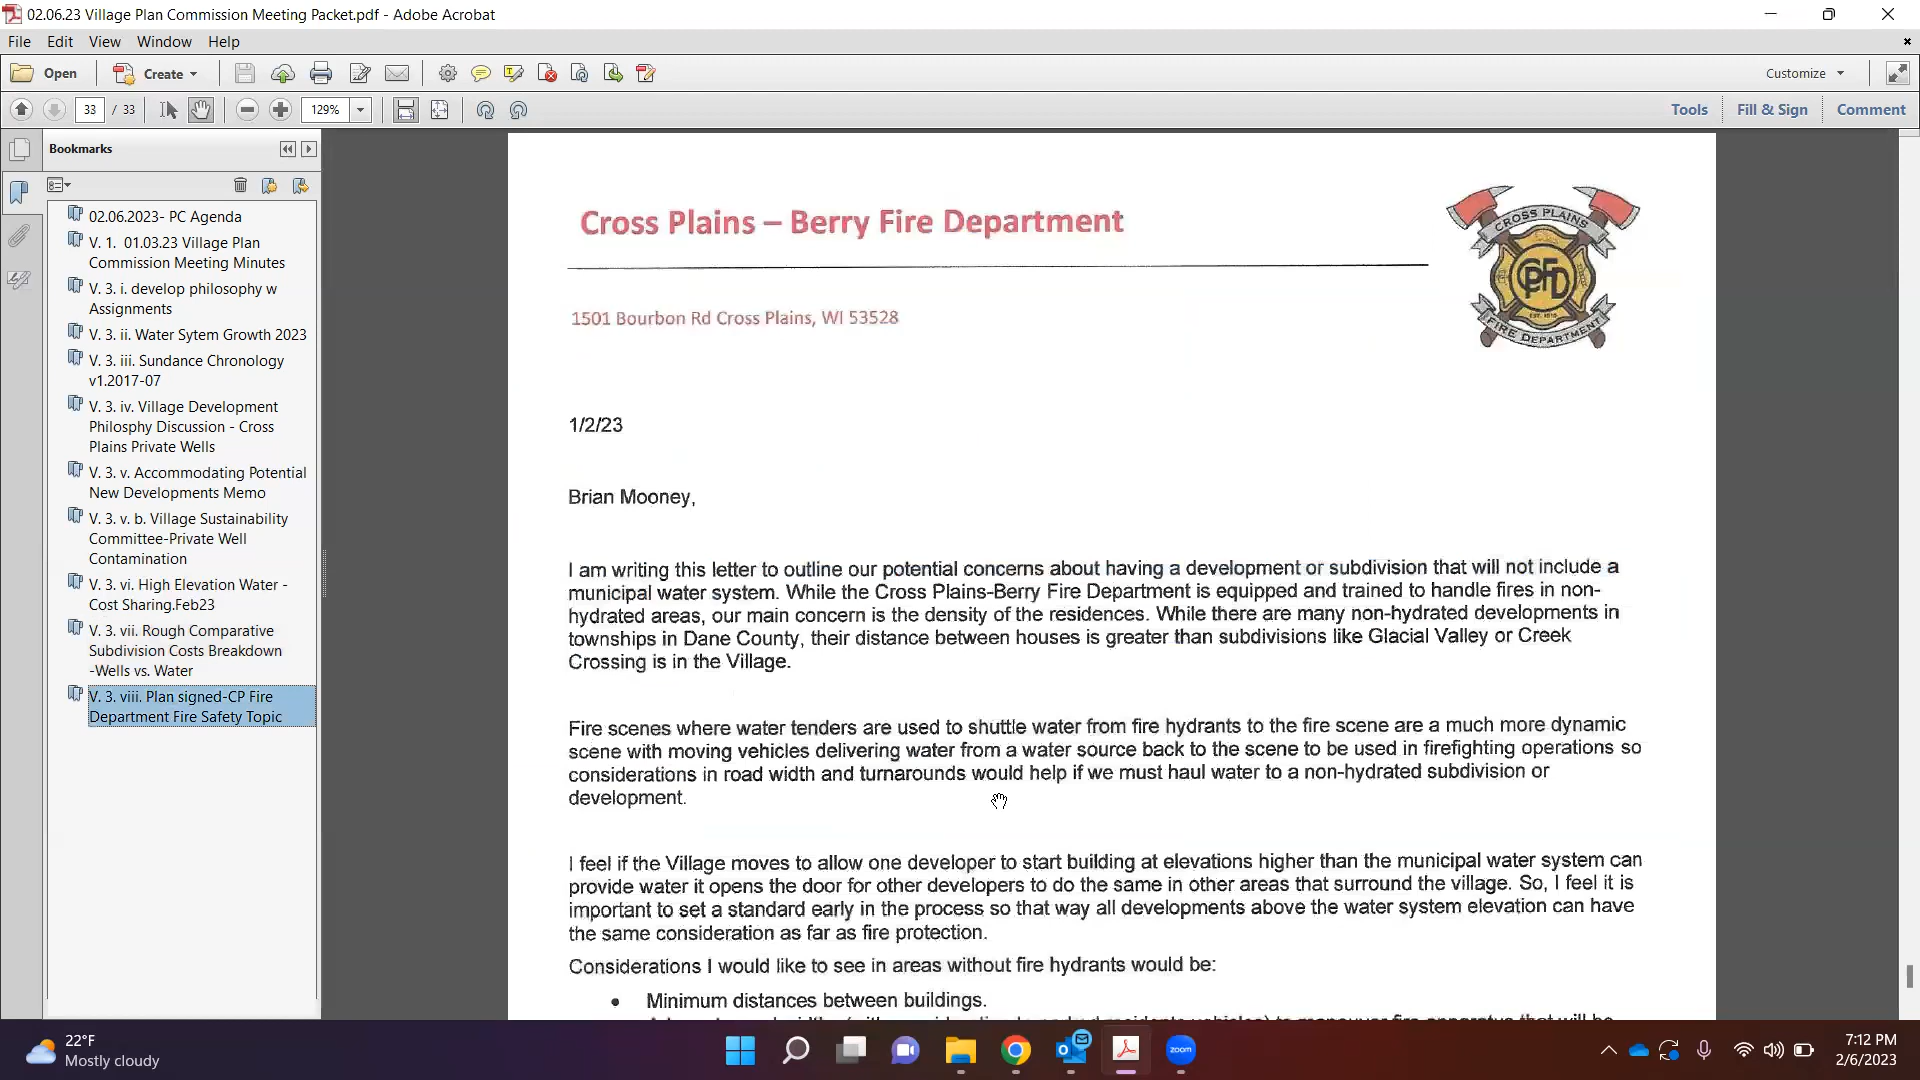 02.06.23 Village Plan Commission Meeting Packet.pdf - Adobe Acrobat
File Edit View Window Help
Open Create Customize
33 / 33 129% Tools Fill & Sign Comment
Bookmarks
02.06.2023- PC Agenda
V. 1. 01.03.23 Village Plan
Commission Meeting Minutes
V. 3. i. develop philosophy w
Assignments
V. 3. ii. Water Sytem Growth 2023
V. 3. iii. Sundance Chronology
v1.2017-07
V. 3. iv. Village Development
Philosphy Discussion - Cross
Plains Private Wells
V. 3. v. Accommodating Potential
New Developments Memo
V. 3. v. b. Village Sustainability
Committee-Private Well
Contamination
V. 3. vi. High Elevation Water -
Cost Sharing.Feb23
V. 3. vii. Rough Comparative
Subdivision Costs Breakdown
-Wells vs. Water
V. 3. viii. Plan signed-CP Fire
Department Fire Safety Topic
Cross Plains – Berry Fire Department
CROSS PLAINS
CPFD
FIRE DEPARTMENT
1501 Bourbon Rd Cross Plains, WI 53528
1/2/23
Brian Mooney,
I am writing this letter to outline our potential concerns about having a development or subdivision that will not include a
municipal water system. While the Cross Plains-Berry Fire Department is equipped and trained to handle fires in non-
hydrated areas, our main concern is the density of the residences. While there are many non-hydrated developments in
townships in Dane County, their distance between houses is greater than subdivisions like Glacial Valley or Creek
Crossing is in the Village.
Fire scenes where water tenders are used to shuttle water from fire hydrants to the fire scene are a much more dynamic
scene with moving vehicles delivering water from a water source back to the scene to be used in firefighting operations so
considerations in road width and turnarounds would help if we must haul water to a non-hydrated subdivision or
development.
I feel if the Village moves to allow one developer to start building at elevations higher than the municipal water system can
provide water it opens the door for other developers to do the same in other areas that surround the village. So, I feel it is
important to set a standard early in the process so that way all developments above the water system elevation can have
the same consideration as far as fire protection.
Considerations I would like to see in areas without fire hydrants would be:
• Minimum distances between buildings.
22°F
Mostly cloudy
zoom
7:12 PM
2/6/2023